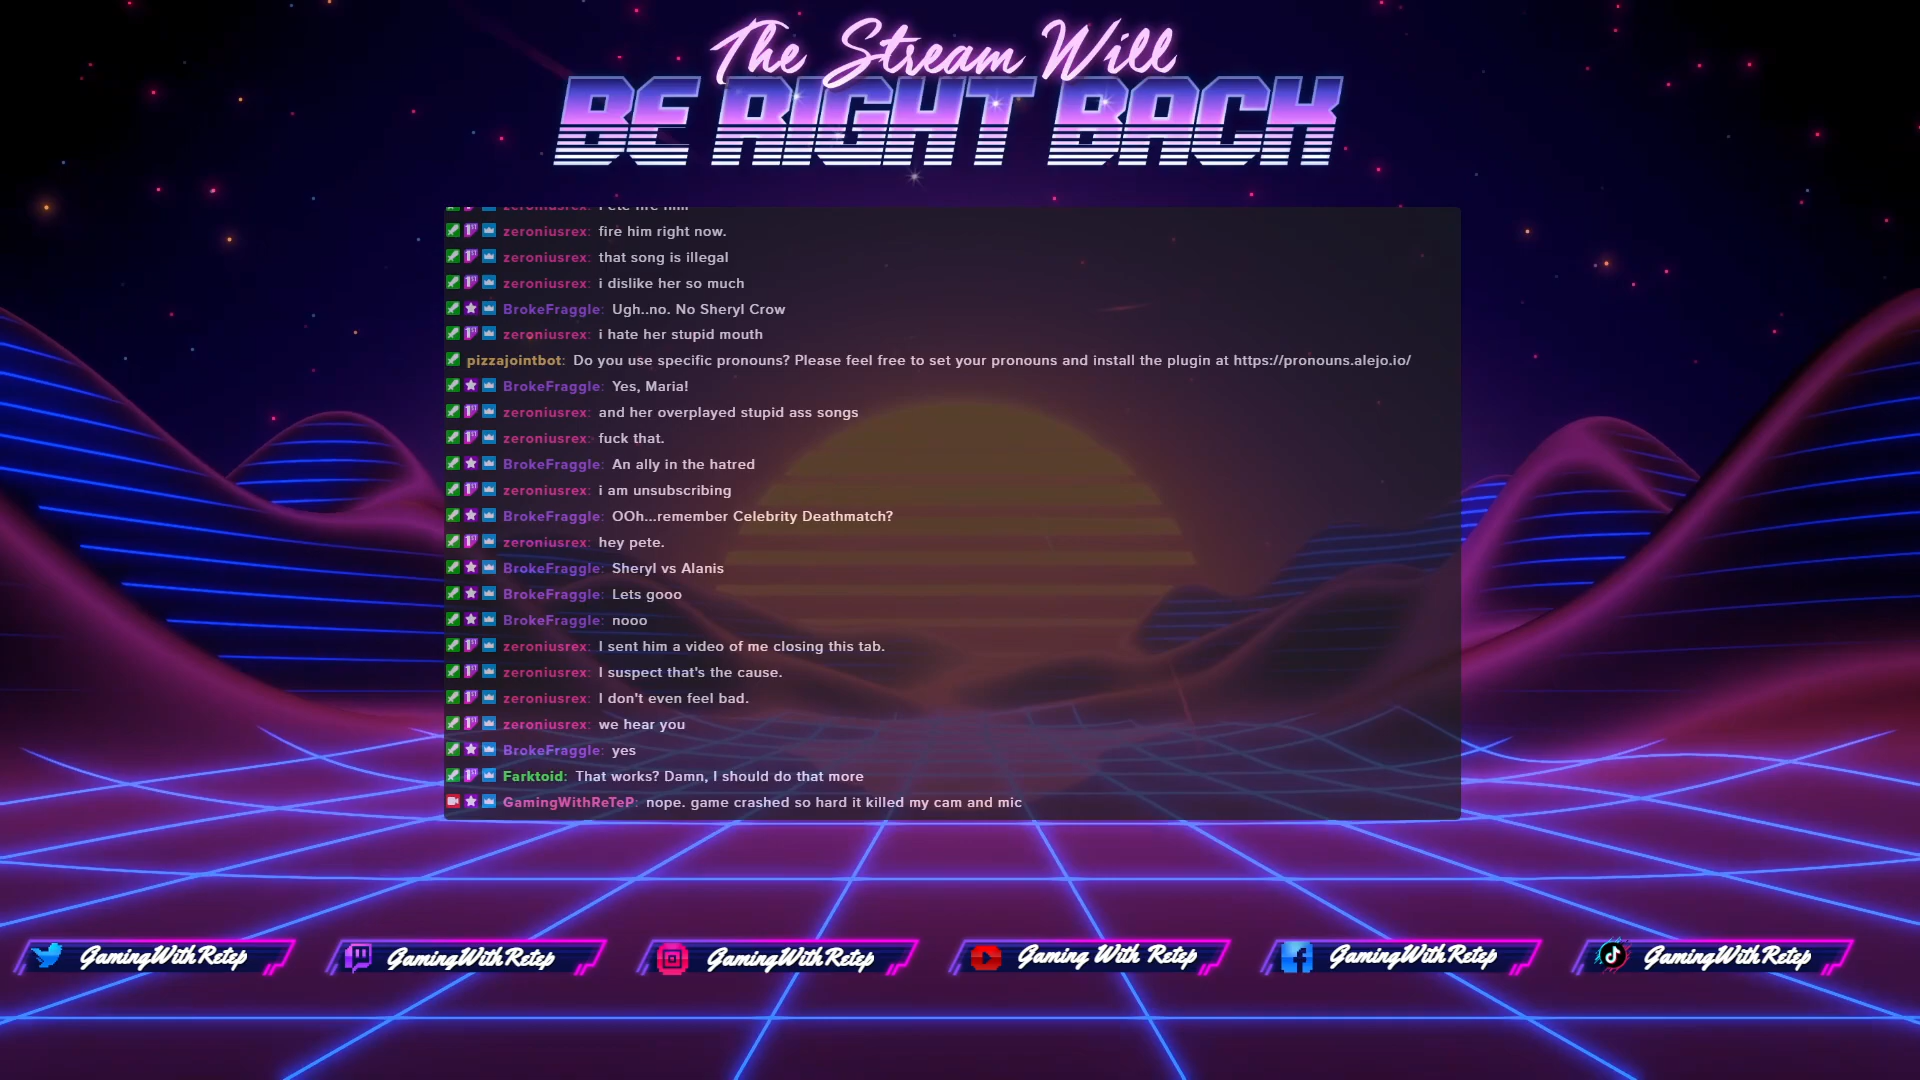 The Stream Will
BE RIGHT BACK
zeroniusrex: fire him right now.
zeroniusrex: that song is illegal
zeroniusrex: i dislike her so much
BrokeFraggle: Ugh..no. No Sheryl Crow
zeroniusrex: i hate her stupid mouth
pizzajointbot: Do you use specific pronouns? Please feel free to set your pronouns and install the plugin at https://pronouns.alejo.io/
BrokeFraggle: Yes, Maria!
zeroniusrex: and her overplayed stupid ass songs
zeroniusrex: fuck that.
BrokeFraggle: An ally in the hatred
zeroniusrex: i am unsubscribing
BrokeFraggle: OOh...remember Celebrity Deathmatch?
zeroniusrex: hey pete.
BrokeFraggle: Sheryl vs Alanis
BrokeFraggle: Lets gooo
BrokeFraggle: nooo
zeroniusrex: I sent him a video of me closing this tab.
zeroniusrex: I suspect that's the cause.
zeroniusrex: I don't even feel bad.
zeroniusrex: we hear you
BrokeFraggle: yes
Farktoid: That works? Damn, I should do that more
GamingWithReTeP: nope. game crashed so hard it killed my cam and mic
GamingWithRetep GamingWithRetep GamingWithRetep Gaming With Retep GamingWithRetep GamingWithRetep